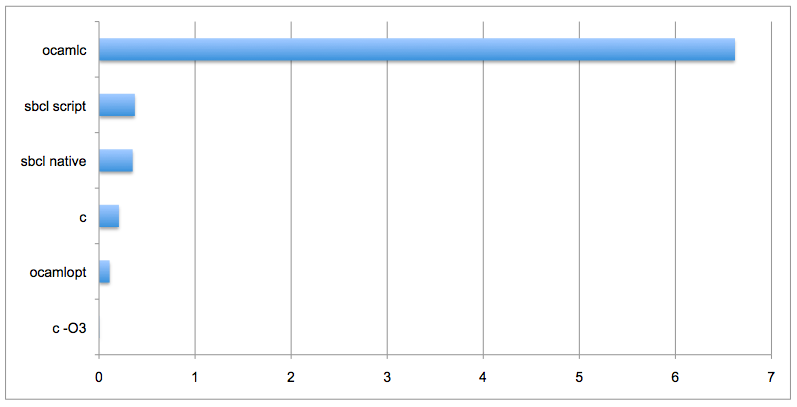 ocamlc
sbcl script
sbcl native
c
ocamlopt
c -O3
0 1 2 3 4 5 6 7